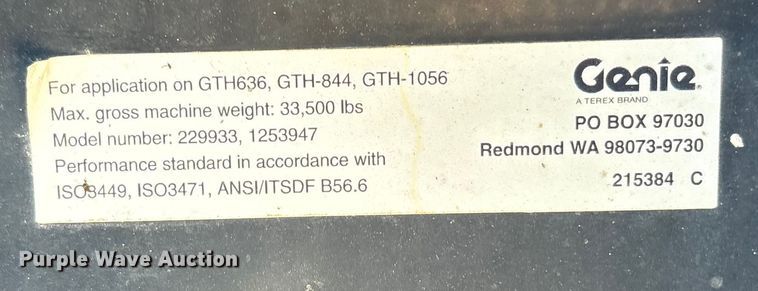 For application on GTH636, GTH-844, GTH-1056
Max. gross machine weight: 33,500 lbs
Model number: 229933, 1253947
Performance standard in accordance with
ISO3449, ISO3471, ANSI/ITSDF B56.6
Genie
A TEREX BRAND
PO BOX 97030
Redmond WA 98073-9730
215384 C
Purple Wave Auction